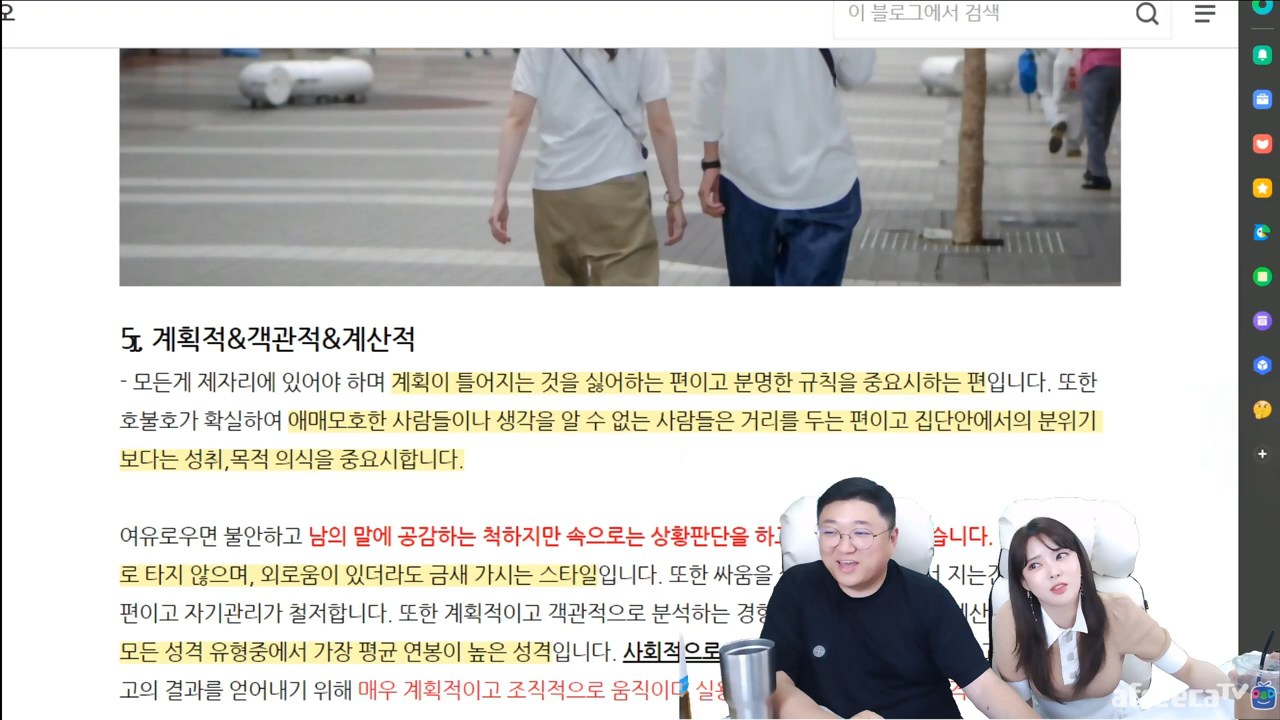 오
이 블로그에서 검색
5. 계획적&객관적&계산적
- 모든게 제자리에 있어야 하며 계획이 틀어지는 것을 싫어하는 편이고 분명한 규칙을 중요시하는 편입니다. 또한
호불호가 확실하여 애매모호한 사람들이나 생각을 알 수 없는 사람들은 거리를 두는 편이고 집단안에서의 분위기
보다는 성취,목적 의식을 중요시합니다.
여유로우면 불안하고 남의 말에 공감하는 척하지만 속으로는 상황판단을 하고 습니다.
로 타지 않으며, 외로움이 있더라도 금새 가시는 스타일입니다. 또한 싸움을 지는
편이고 자기관리가 철저합니다. 또한 계획적이고 객관적으로 분석하는
모든 성격 유형중에서 가장 평균 연봉이 높은 성격입니다. 사회적으로
고의 결과를 얻어내기 위해 매우 계획적이고 조직적으로 움직이며
afreecaTV